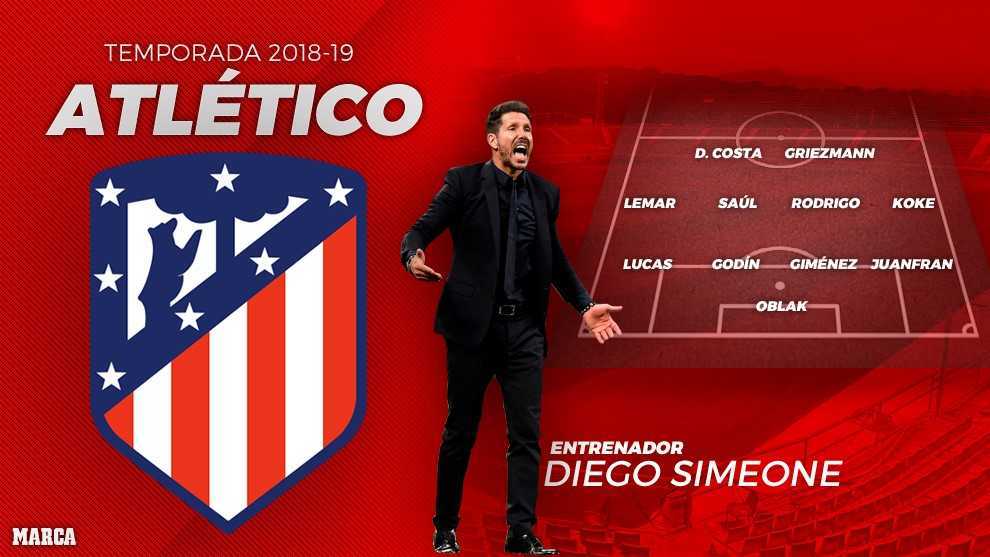 TEMPORADA 2018-19
ATLÉTICO
D. COSTA GRIEZMANN
LEMAR SAÚL RODRIGO KOKE
LUCAS GODÍN GIMÉNEZ JUANFRAN
OBLAK
ENTRENADOR
DIEGO SIMEONE
MARCA